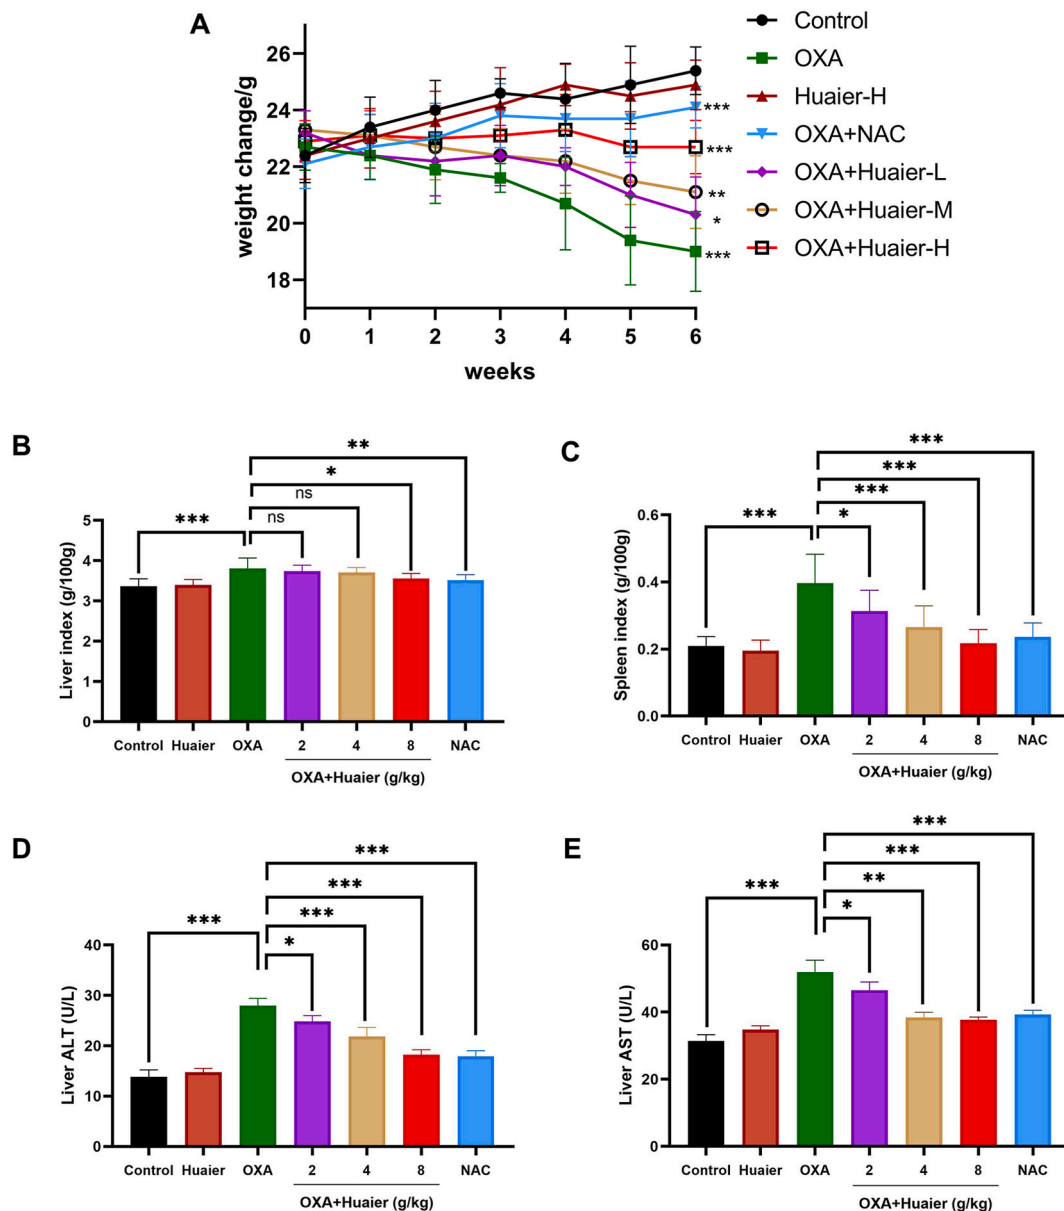 A
weight change/g
26
24
22
20
18
0 1 2 3 4 5 6
weeks
***
***
**
*
***
Control
OXA
Huaier-H
OXA+NAC
OXA+Huaier-L
OXA+Huaier-M
OXA+Huaier-H
B
**
*
ns
*** ns
Liver index (g/100g)
5
4
3
2
1
0
Control Huaier OXA 2 4 8 NAC
OXA+Huaier (g/kg)
C
***
***
***
*** *
Spleen index (g/100g)
0.6
0.4
0.2
0.0
Control Huaier OXA 2 4 8 NAC
OXA+Huaier (g/kg)
D
***
***
*** ***
*
Liver ALT (U/L)
40
30
20
10
0
Control Huaier OXA 2 4 8 NAC
OXA+Huaier (g/kg)
E
***
***
*** **
*
Liver AST (U/L)
60
40
20
0
Control Huaier OXA 2 4 8 NAC
OXA+Huaier (g/kg)